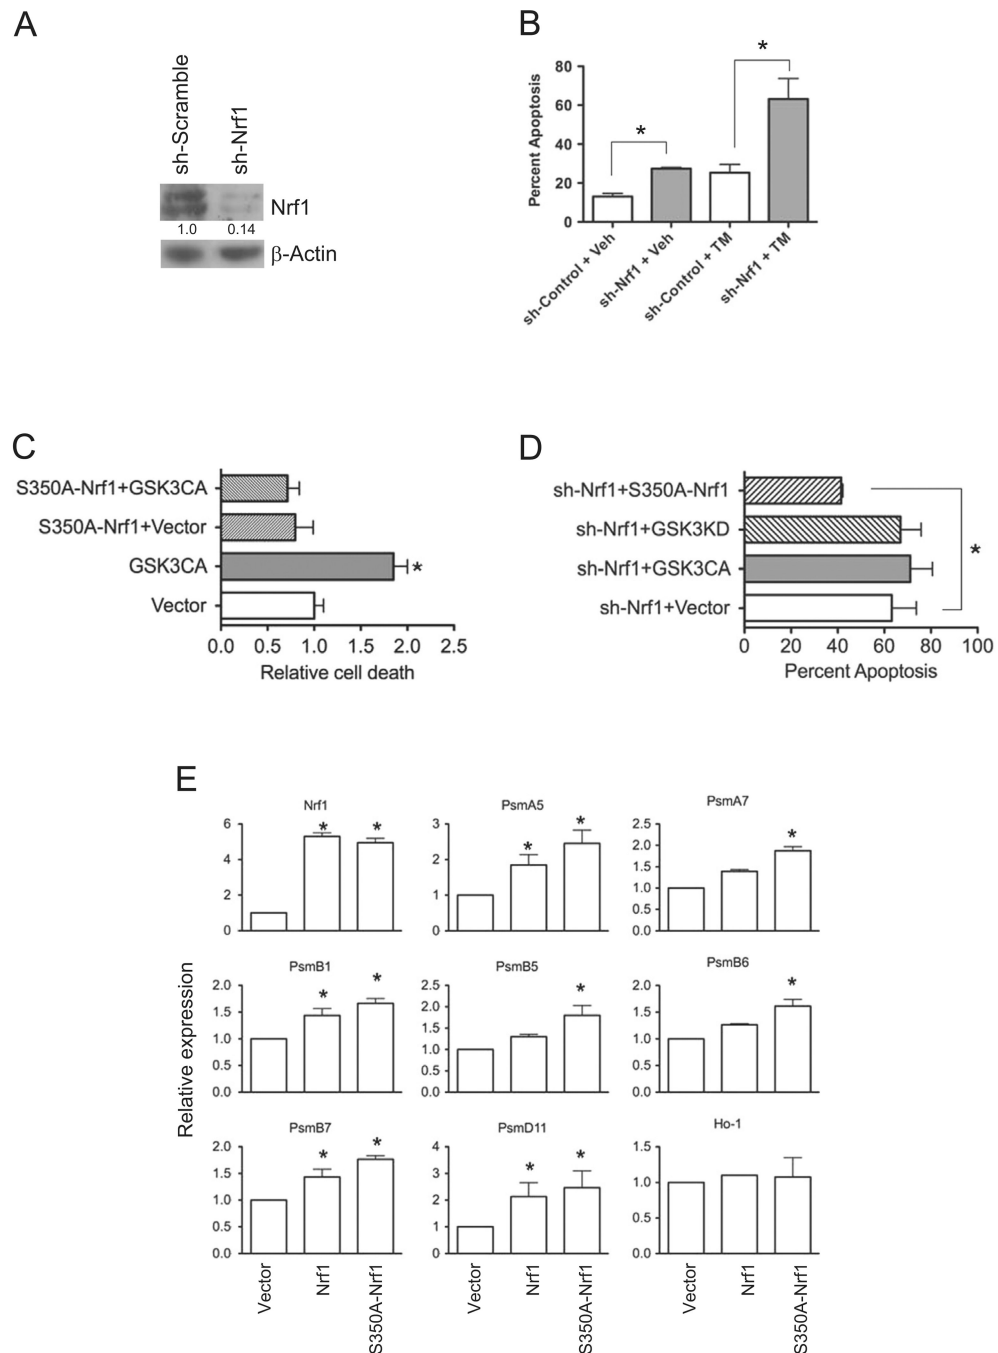 A
sh-Scramble
sh-Nrf1
Nrf1
1.0 0.14
β-Actin
B
Percent Apoptosis
80
60
40
20
0
*
*
sh-Control + Veh
sh-Nrf1 + Veh
sh-Control + TM
sh-Nrf1 + TM
C
S350A-Nrf1+GSK3CA
S350A-Nrf1+Vector
GSK3CA
*
Vector
0.0 0.5 1.0 1.5 2.0 2.5
Relative cell death
D
sh-Nrf1+S350A-Nrf1
sh-Nrf1+GSK3KD
sh-Nrf1+GSK3CA
sh-Nrf1+Vector
*
0 20 40 60 80 100
Percent Apoptosis
E
Relative expression
Nrf1
6
4
2
0
* *
PsmA5
3
2
1
0
* *
PsmA7
2.5
2.0
1.5
1.0
0.5
0.0
*
PsmB1
2.0
1.5
1.0
0.5
0.0
* *
PsmB5
2.5
2.0
1.5
1.0
0.5
0.0
*
PsmB6
2.0
1.5
1.0
0.5
0.0
*
PsmB7
2.0
1.5
1.0
0.5
0.0
* *
PsmD11
4
3
2
1
0
* *
Ho-1
1.5
1.0
0.5
0.0
Vector
Nrf1
S350A-Nrf1
Vector
Nrf1
S350A-Nrf1
Vector
Nrf1
S350A-Nrf1